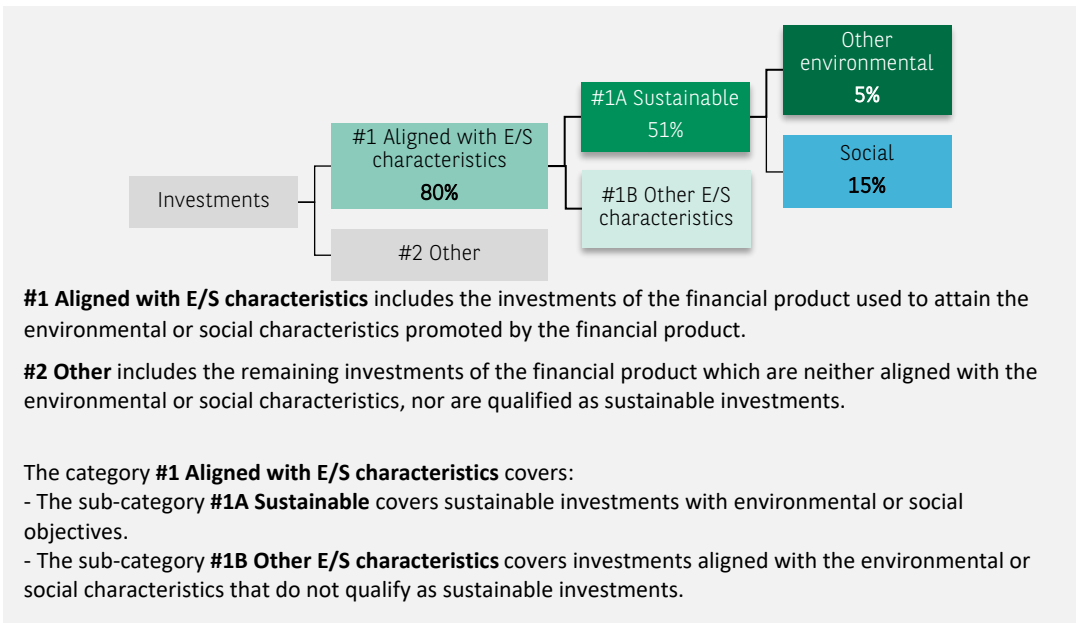 Investments
#1 Aligned with E/S
characteristics
80%
#2 Other
#1A Sustainable
51%
#1B Other E/S
characteristics
Other
environmental
5%
Social
15%
#1 Aligned with E/S characteristics includes the investments of the financial product used to attain the
environmental or social characteristics promoted by the financial product.
#2 Other includes the remaining investments of the financial product which are neither aligned with the
environmental or social characteristics, nor are qualified as sustainable investments.
The category #1 Aligned with E/S characteristics covers:
- The sub-category #1A Sustainable covers sustainable investments with environmental or social
objectives.
- The sub-category #1B Other E/S characteristics covers investments aligned with the environmental or
social characteristics that do not qualify as sustainable investments.